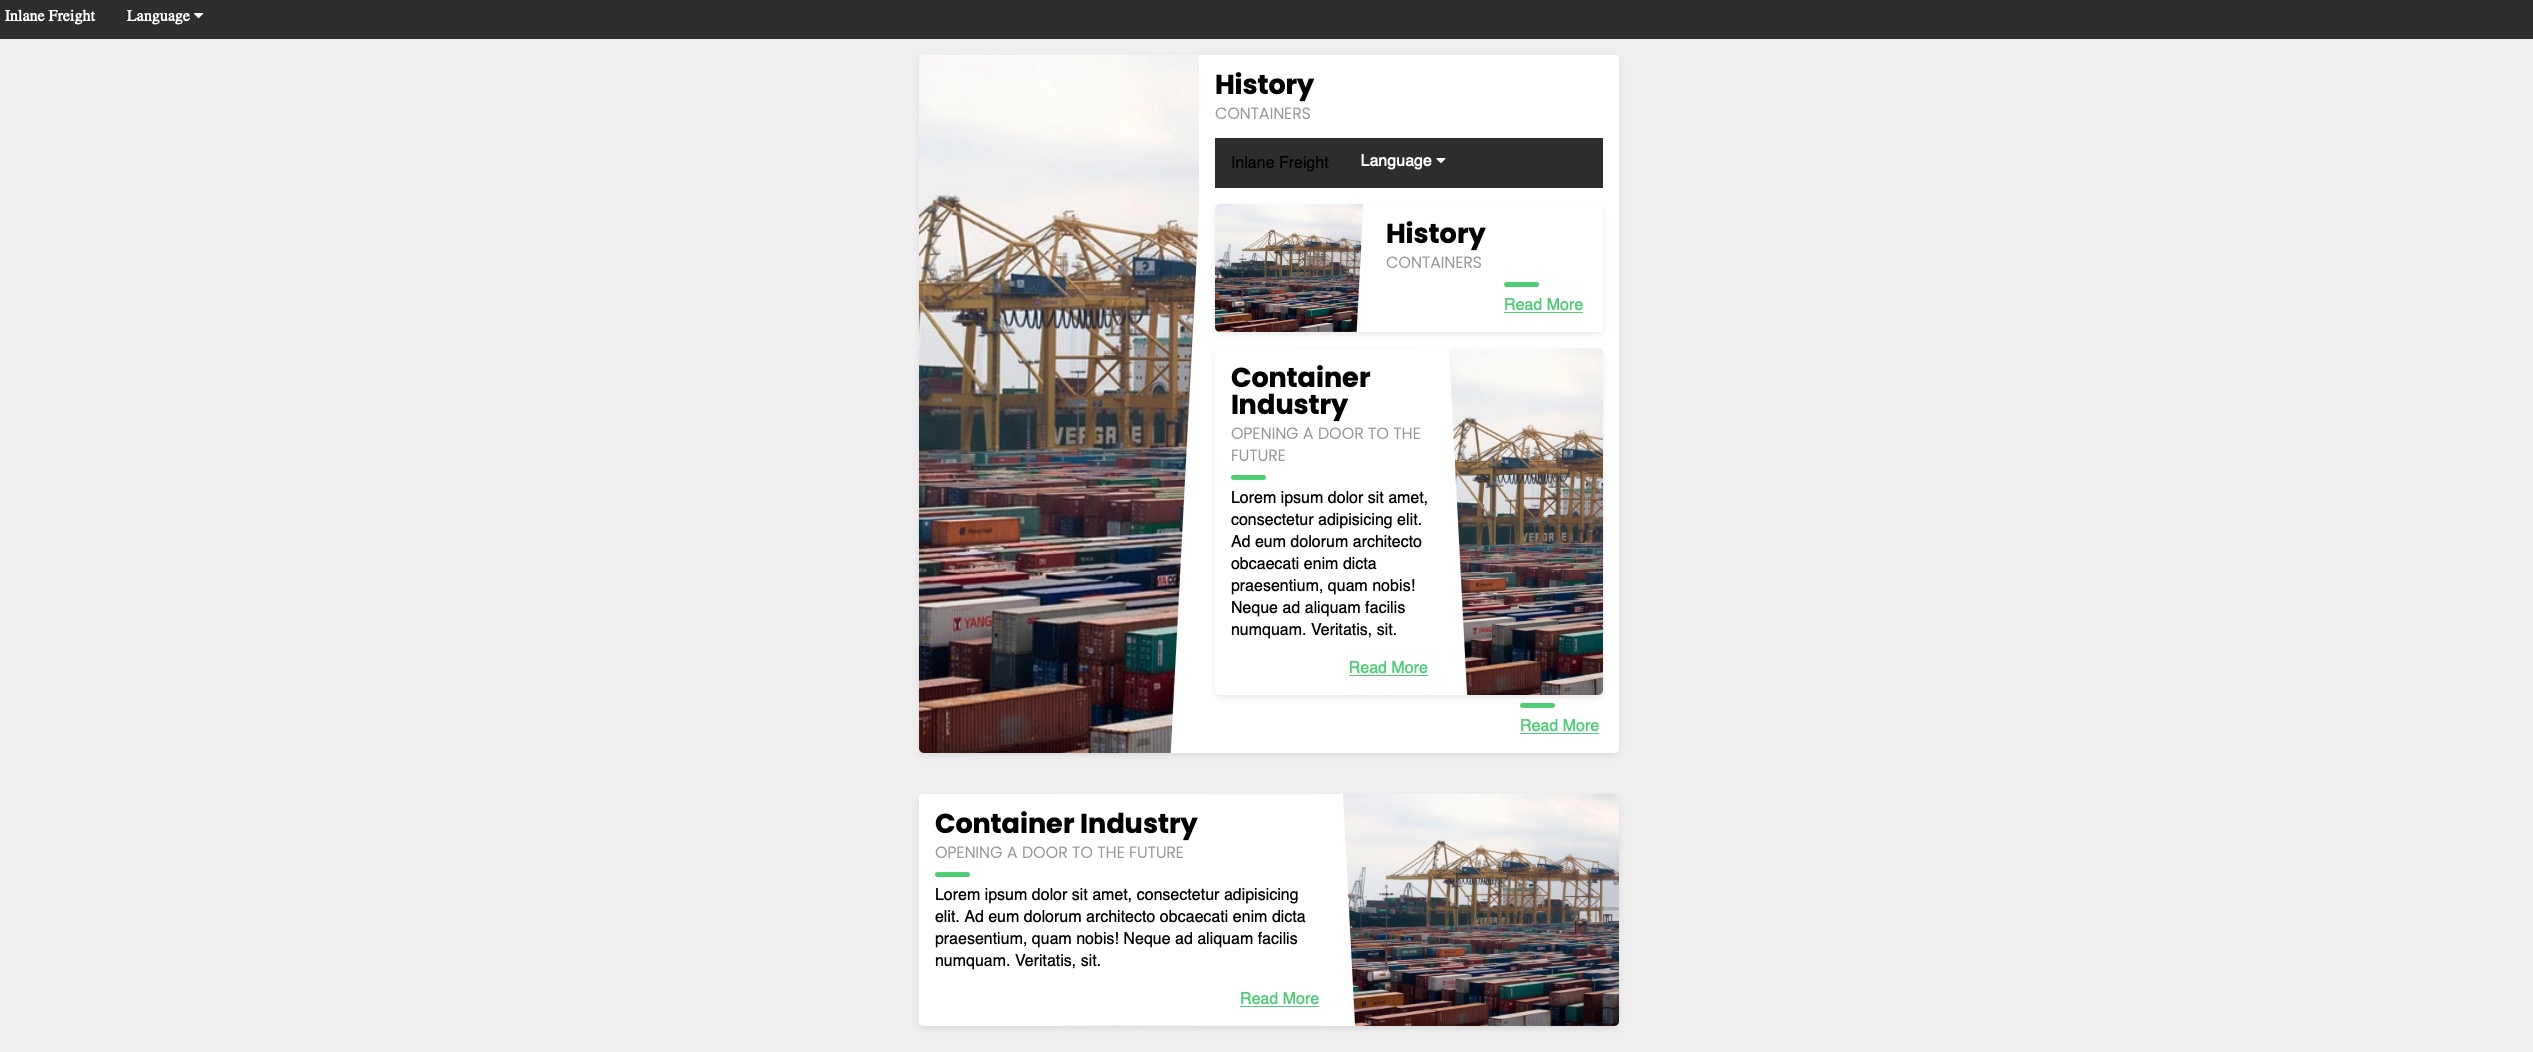 Inlane Freight Language
History
CONTAINERS
Inlane Freight Language
History
CONTAINERS
Read More
Container
Industry
OPENING A DOOR TO THE
FUTURE
Lorem ipsum dolor sit amet,
consectetur adipisicing elit.
Ad eum dolorum architecto
obcaecati enim dicta
praesentium, quam nobis!
Neque ad aliquam facilis
numquam. Veritatis, sit.
Read More
Read More
Container Industry
OPENING A DOOR TO THE FUTURE
Lorem ipsum dolor sit amet, consectetur adipisicing
elit. Ad eum dolorum architecto obcaecati enim dicta
praesentium, quam nobis! Neque ad aliquam facilis
numquam. Veritatis, sit.
Read More